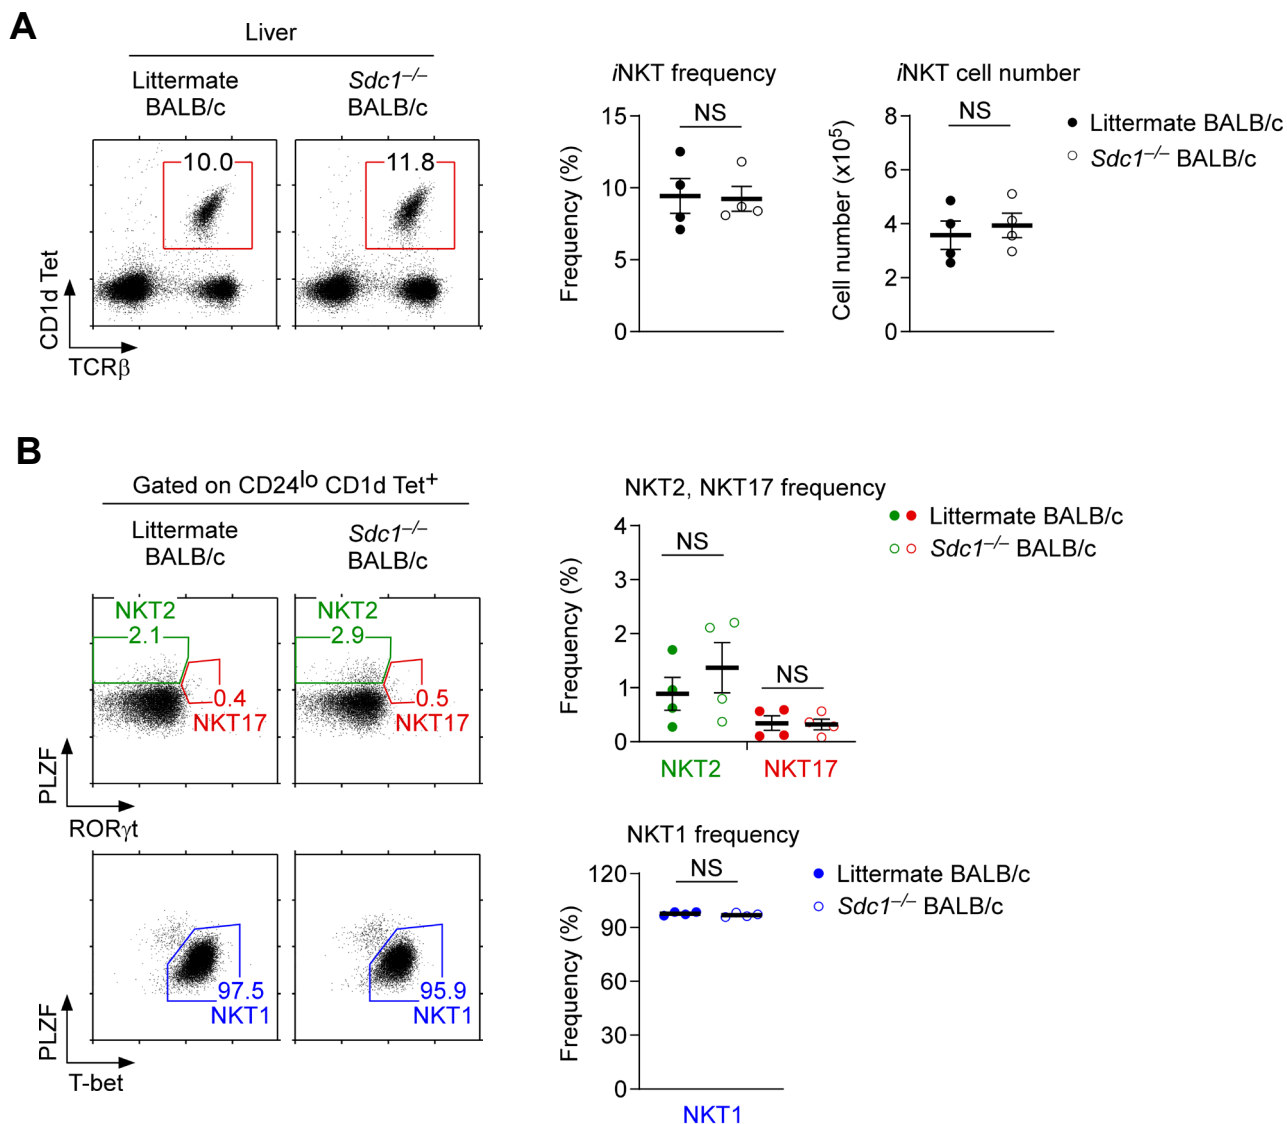 A
Liver
Littermate
BALB/c
Sdc1–/–
BALB/c
10.0
11.8
CD1d Tet
TCRβ
iNKT frequency
NS
Frequency (%)
15
10
5
0
iNKT cell number
NS
Cell number (x10⁵)
8
6
4
2
0
Littermate BALB/c
Sdc1–/– BALB/c
B
Gated on CD24lo CD1d Tet+
Littermate
BALB/c
Sdc1–/–
BALB/c
NKT2
2.1
0.4
NKT17
NKT2
2.9
0.5
NKT17
PLZF
RORγt
97.5
NKT1
95.9
NKT1
PLZF
T-bet
NKT2, NKT17 frequency
NS
NS
Frequency (%)
4
3
2
1
0
NKT2
NKT17
Littermate BALB/c
Sdc1–/– BALB/c
NKT1 frequency
NS
Frequency (%)
120
90
60
30
0
NKT1
Littermate BALB/c
Sdc1–/– BALB/c